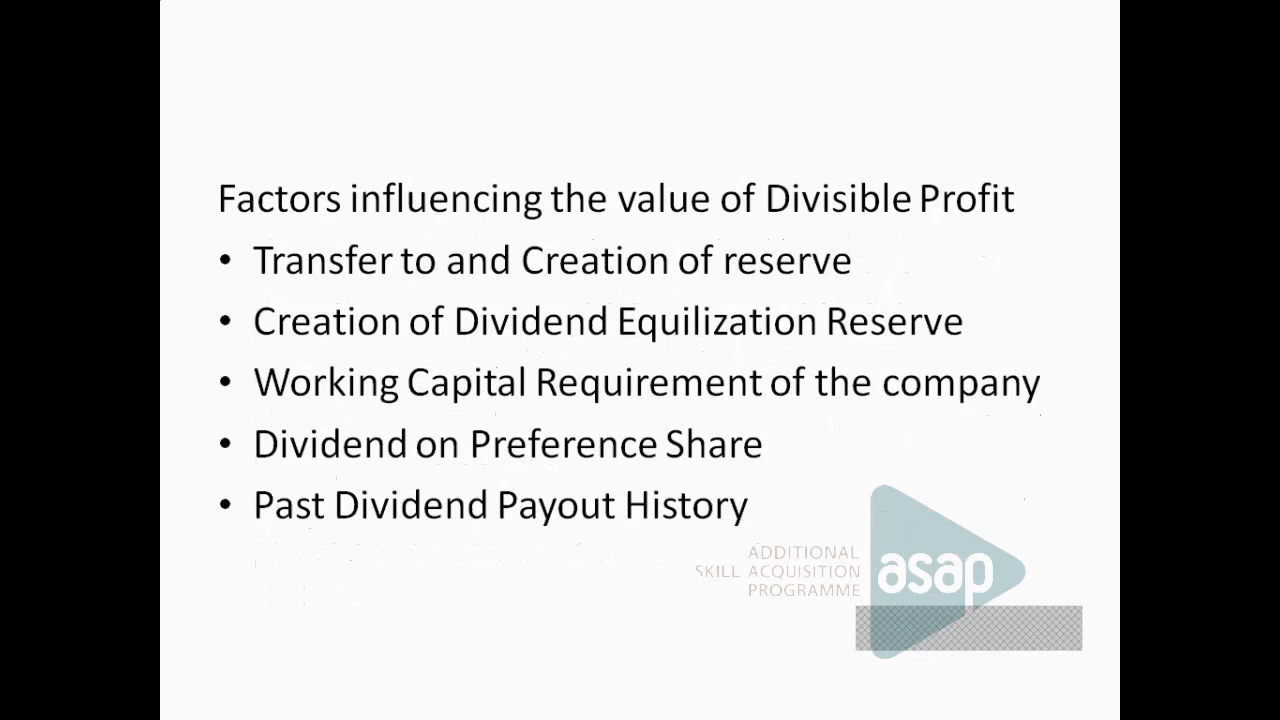 Factors influencing the value of Divisible Profit
• Transfer to and Creation of reserve
• Creation of Dividend Equilization Reserve
• Working Capital Requirement of the company
• Dividend on Preference Share
• Past Dividend Payout History
ADDITIONAL
SKILL ACQUISITION
PROGRAMME
asap